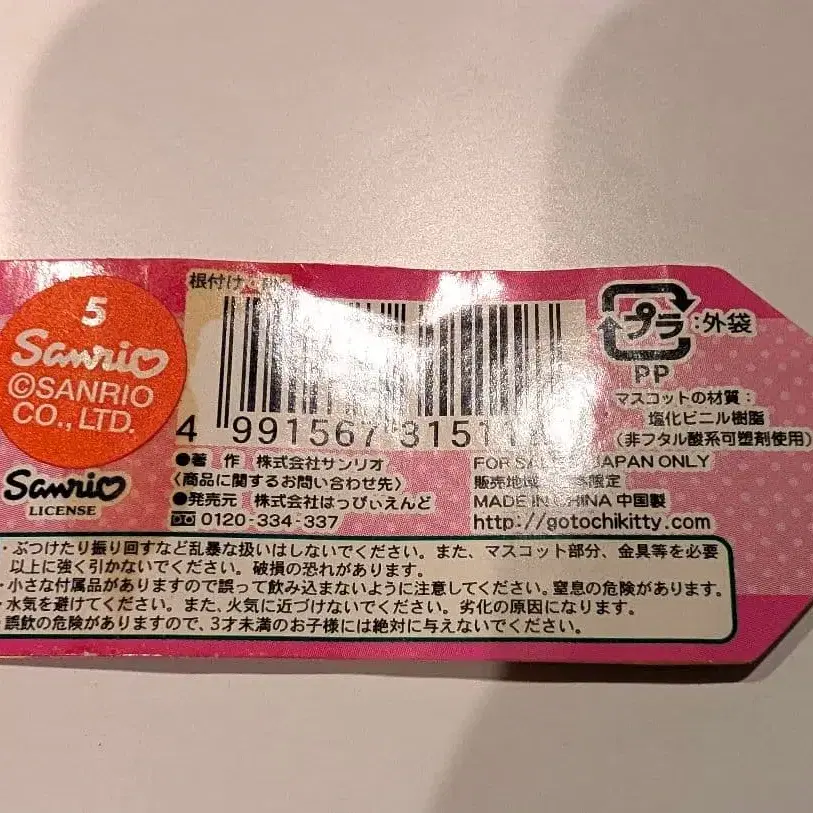 5
Sanrio
©SANRIO
CO., LTD.
Sanrio
LICENSE
根付け
4 991567 31511
プラ :外袋
PP
マスコットの材質:
塩化ビニル樹脂
(非フタル酸系可塑剤使用)
●著 作 株式会社サンリオ
〈商品に関するお問い合わせ先〉
●発売元 株式会社はっぴぃえんど
0120-334-337
FOR JAPAN ONLY
販売地域 限定
MADE IN CHINA 中国製
http://gotochikitty.com
・ぶつけたり振り回すなど乱暴な扱いはしないでください。また、マスコット部分、金具等を必要
以上に強く引かないでください。破損の恐れがあります。
・小さな付属品がありますので誤って飲み込まないように注意してください。窒息の危険があります。
・水気を避けてください。また、火気に近づけないでください。劣化の原因になります。
・誤飲の危険がありますので、3才未満のお子様には絶対に与えないでください。